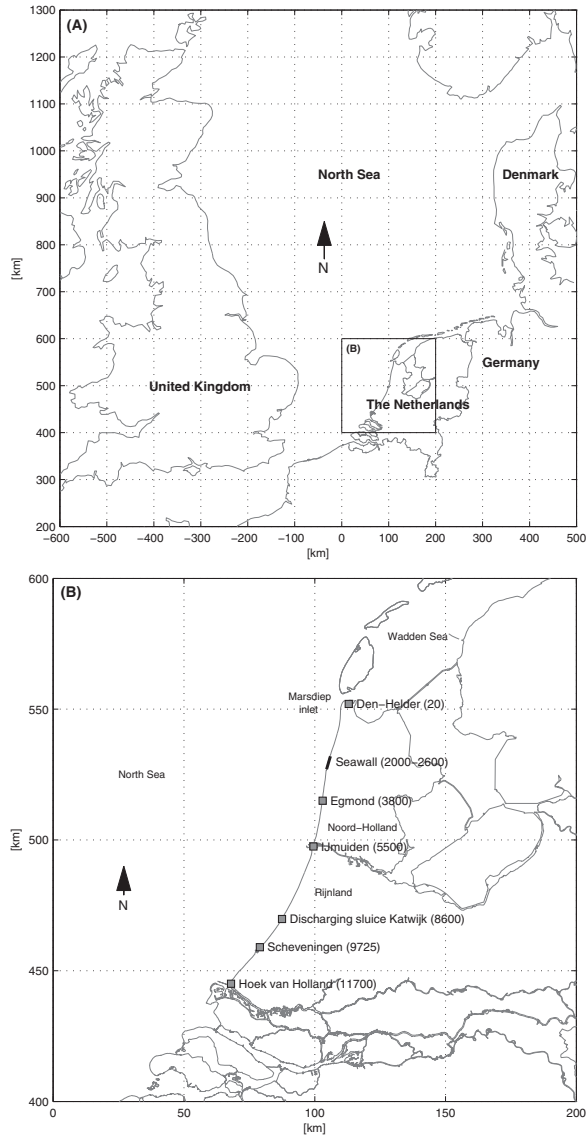 1300
(A)
1200
1100
1000
North Sea
Denmark
900
800
N
[km]
700
600
(B)
Germany
500
United Kingdom
The Netherlands
400
300
200
−600 −500 −400 −300 −200 −100 0 100 200 300 400 500
[km]
600
(B)
Wadden Sea
Marsdiep
inlet
Den−Helder (20)
550
Seawall (2000−2600)
North Sea
Egmond (3800)
Noord−Holland
[km]
500
IJmuiden (5500)
Rijnland
N
Discharging sluice Katwijk (8600)
Scheveningen (9725)
450
Hoek van Holland (11700)
400
0 50 100 150 200
[km]